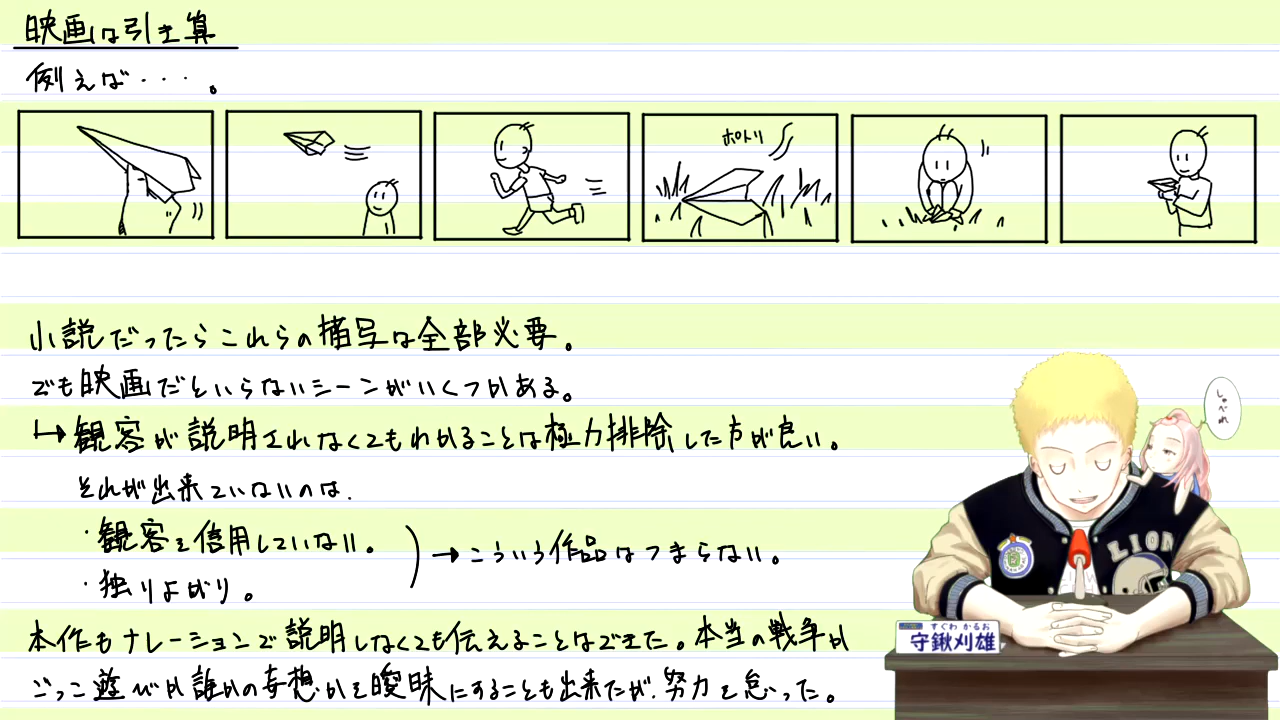 映画は引き算
例えば・・・。
ポトリ
小説だったらこれらの描写は全部必要。
でも映画だといらないシーンがいくつかある。
↳観客が説明されなくてもわかることは極力排除した方が良い。
それが出来ていないのは、
・観客を信用していない。
・独りよがり。
→こういう作品はつまらない。
本作もナレーションで説明しなくても伝えることはできた。本当の戦争か
ごっこ遊びか誰かの妄想かを曖昧にすることも出来たが、努力を怠った。
しゃべれ
LION
すぐわ かるお
守鍬刈雄